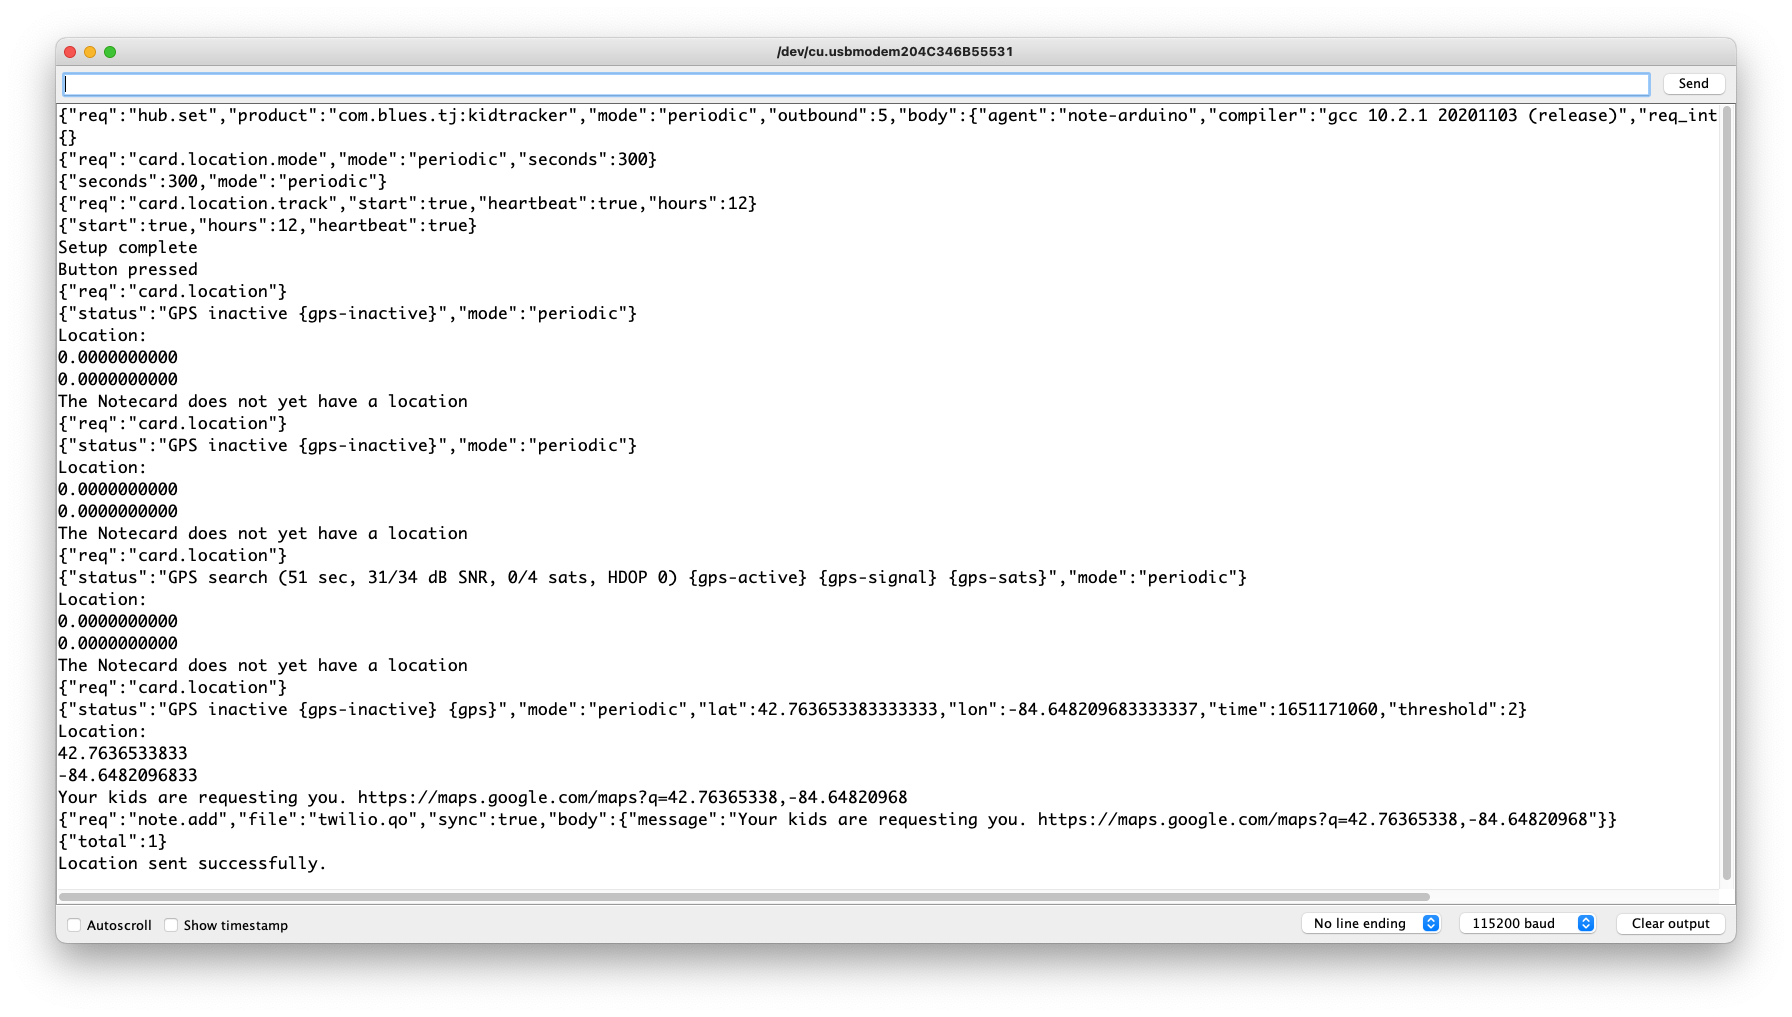 /dev/cu.usbmodem204C346B55531
Send
{"req":"hub.set","product":"com.blues.tj:kidtracker","mode":"periodic","outbound":5,"body":{"agent":"note-arduino","compiler":"gcc 10.2.1 20201103 (release)","req_int
{}
{"req":"card.location.mode","mode":"periodic","seconds":300}
{"seconds":300,"mode":"periodic"}
{"req":"card.location.track","start":true,"heartbeat":true,"hours":12}
{"start":true,"hours":12,"heartbeat":true}
Setup complete
Button pressed
{"req":"card.location"}
{"status":"GPS inactive {gps-inactive}","mode":"periodic"}
Location:
0.0000000000
0.0000000000
The Notecard does not yet have a location
{"req":"card.location"}
{"status":"GPS inactive {gps-inactive}","mode":"periodic"}
Location:
0.0000000000
0.0000000000
The Notecard does not yet have a location
{"req":"card.location"}
{"status":"GPS search (51 sec, 31/34 dB SNR, 0/4 sats, HDOP 0) {gps-active} {gps-signal} {gps-sats}","mode":"periodic"}
Location:
0.0000000000
0.0000000000
The Notecard does not yet have a location
{"req":"card.location"}
{"status":"GPS inactive {gps-inactive} {gps}","mode":"periodic","lat":42.763653383333333,"lon":-84.648209683333337,"time":1651171060,"threshold":2}
Location:
42.7636533833
-84.6482096833
Your kids are requesting you. https://maps.google.com/maps?q=42.76365338,-84.64820968
{"req":"note.add","file":"twilio.qo","sync":true,"body":{"message":"Your kids are requesting you. https://maps.google.com/maps?q=42.76365338,-84.64820968"}}
{"total":1}
Location sent successfully.
Autoscroll Show timestamp No line ending 115200 baud Clear output